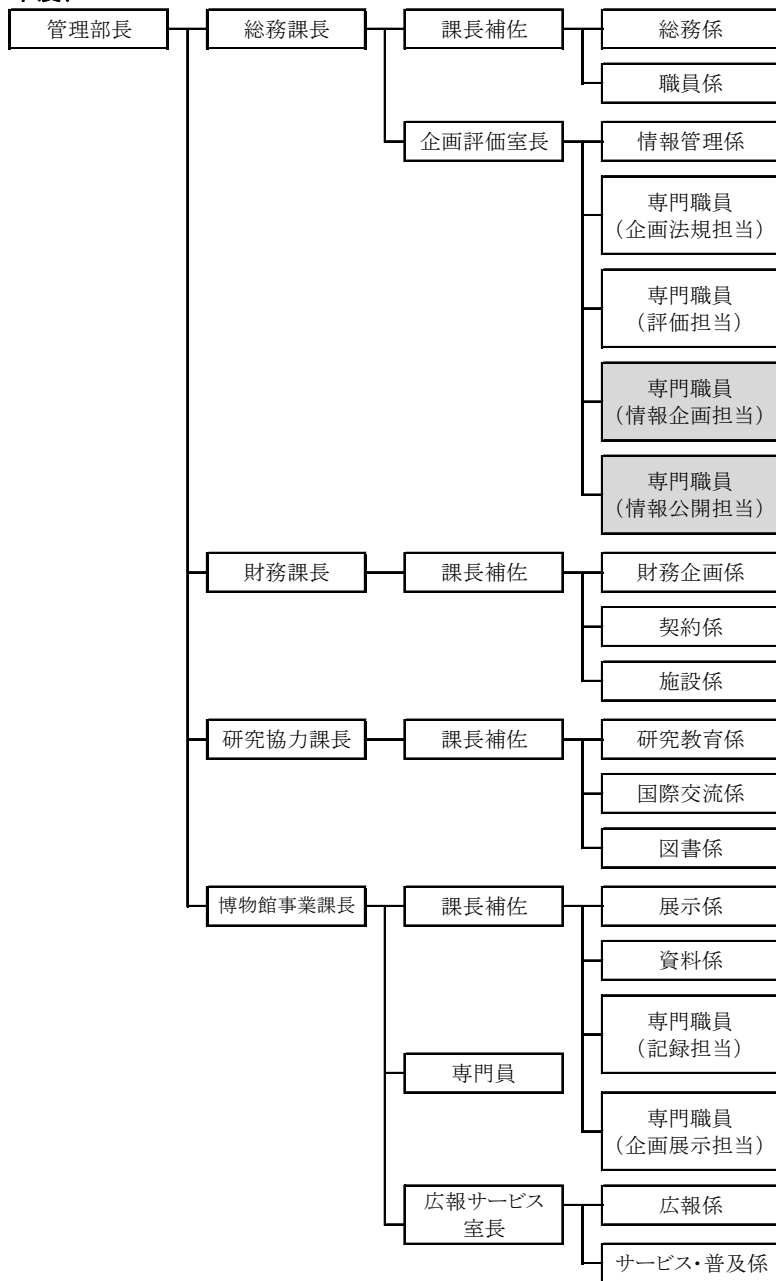 管理部長
総務課長
課長補佐
総務係
職員係
企画評価室長
情報管理係
専門職員
（企画法規担当）
専門職員
（評価担当）
専門職員
（情報企画担当）
専門職員
（情報公開担当）
財務課長
課長補佐
財務企画係
契約係
施設係
研究協力課長
課長補佐
研究教育係
国際交流係
図書係
博物館事業課長
課長補佐
展示係
資料係
専門職員
（記録担当）
専門員
専門職員
（企画展示担当）
広報サービス
室長
広報係
サービス・普及係